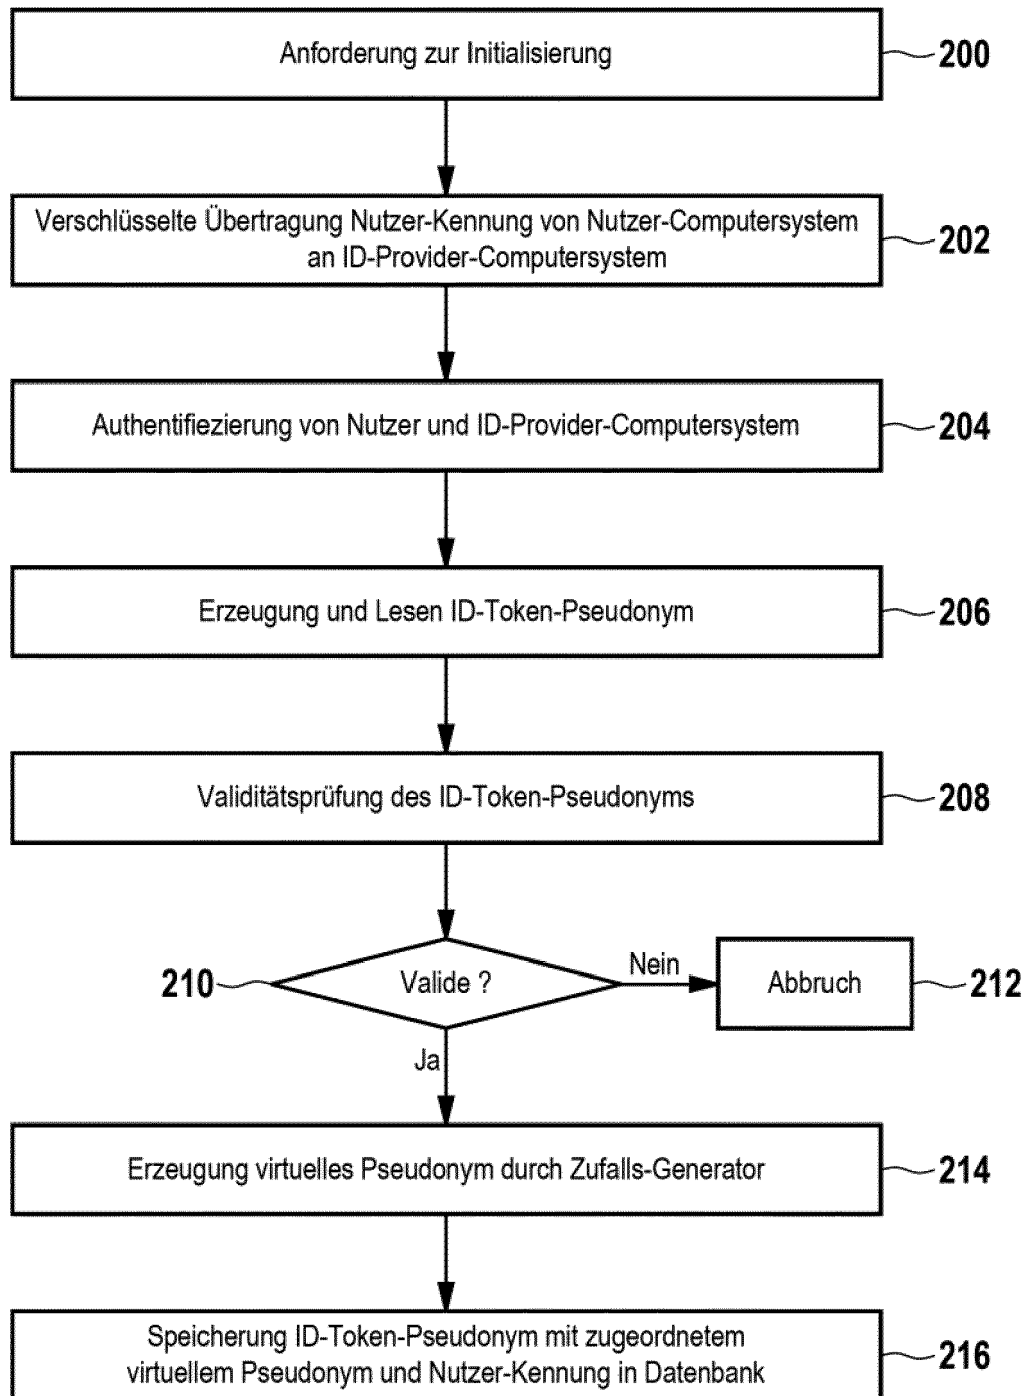 Anforderung zur Initialisierung
200
Verschlüsselte Übertragung Nutzer-Kennung von Nutzer-Computersystem
an ID-Provider-Computersystem
202
Authentifiezierung von Nutzer und ID-Provider-Computersystem
204
Erzeugung und Lesen ID-Token-Pseudonym
206
Validitätsprüfung des ID-Token-Pseudonyms
208
210
Valide ?
Nein
Abbruch
212
Ja
Erzeugung virtuelles Pseudonym durch Zufalls-Generator
214
Speicherung ID-Token-Pseudonym mit zugeordnetem
virtuellem Pseudonym und Nutzer-Kennung in Datenbank
216